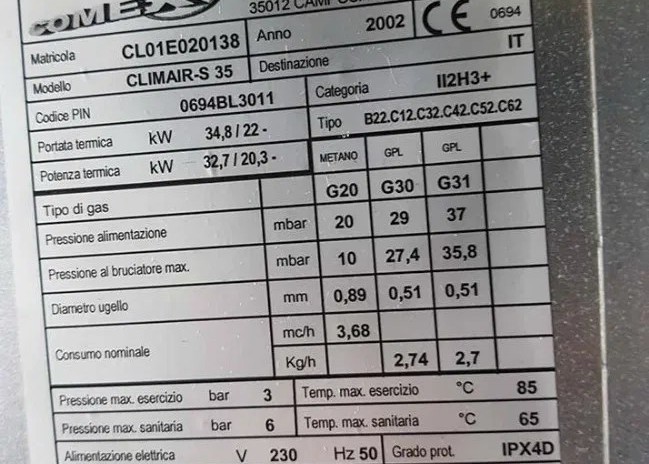 COMEX
35012
Matricola CL01E020138 Anno 2002 CE 0694
Modello CLIMAIR-S 35 Destinazione IT
Codice PIN 0694BL3011 Categoria II2H3+
Portata termica kW 34,8 / 22 - Tipo B22.C12.C32.C42.C52.C62
Potenza termica kW 32,7 / 20,3 - METANO GPL GPL
Tipo di gas G20 G30 G31
Pressione alimentazione mbar 20 29 37
Pressione al bruciatore max. mbar 10 27,4 35,8
Diametro ugello mm 0,89 0,51 0,51
Consumo nominale mc/h 3,68
Kg/h 2,74 2,7
Pressione max. esercizio bar 3 Temp. max. esercizio °C 85
Pressione max. sanitaria bar 6 Temp. max. sanitaria °C 65
Alimentazione elettrica V 230 Hz 50 Grado prot. IPX4D